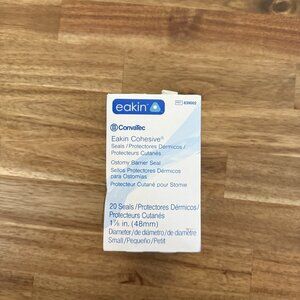 eakin
REF 839002
ConvaTec
Eakin Cohesive®
Seals / Protectores Dérmicos /
Protecteurs Cutanés
Ostomy Barrier Seal
Sellos Protectores Dérmicos
para Ostomías
Protecteur Cutané pour Stomie
20 Seals / Protectores Dérmicos /
Protecteurs Cutanés
1⅞ in. (48mm)
Diameter / de diámetro / de diamètre
Small / Pequeño / Petit